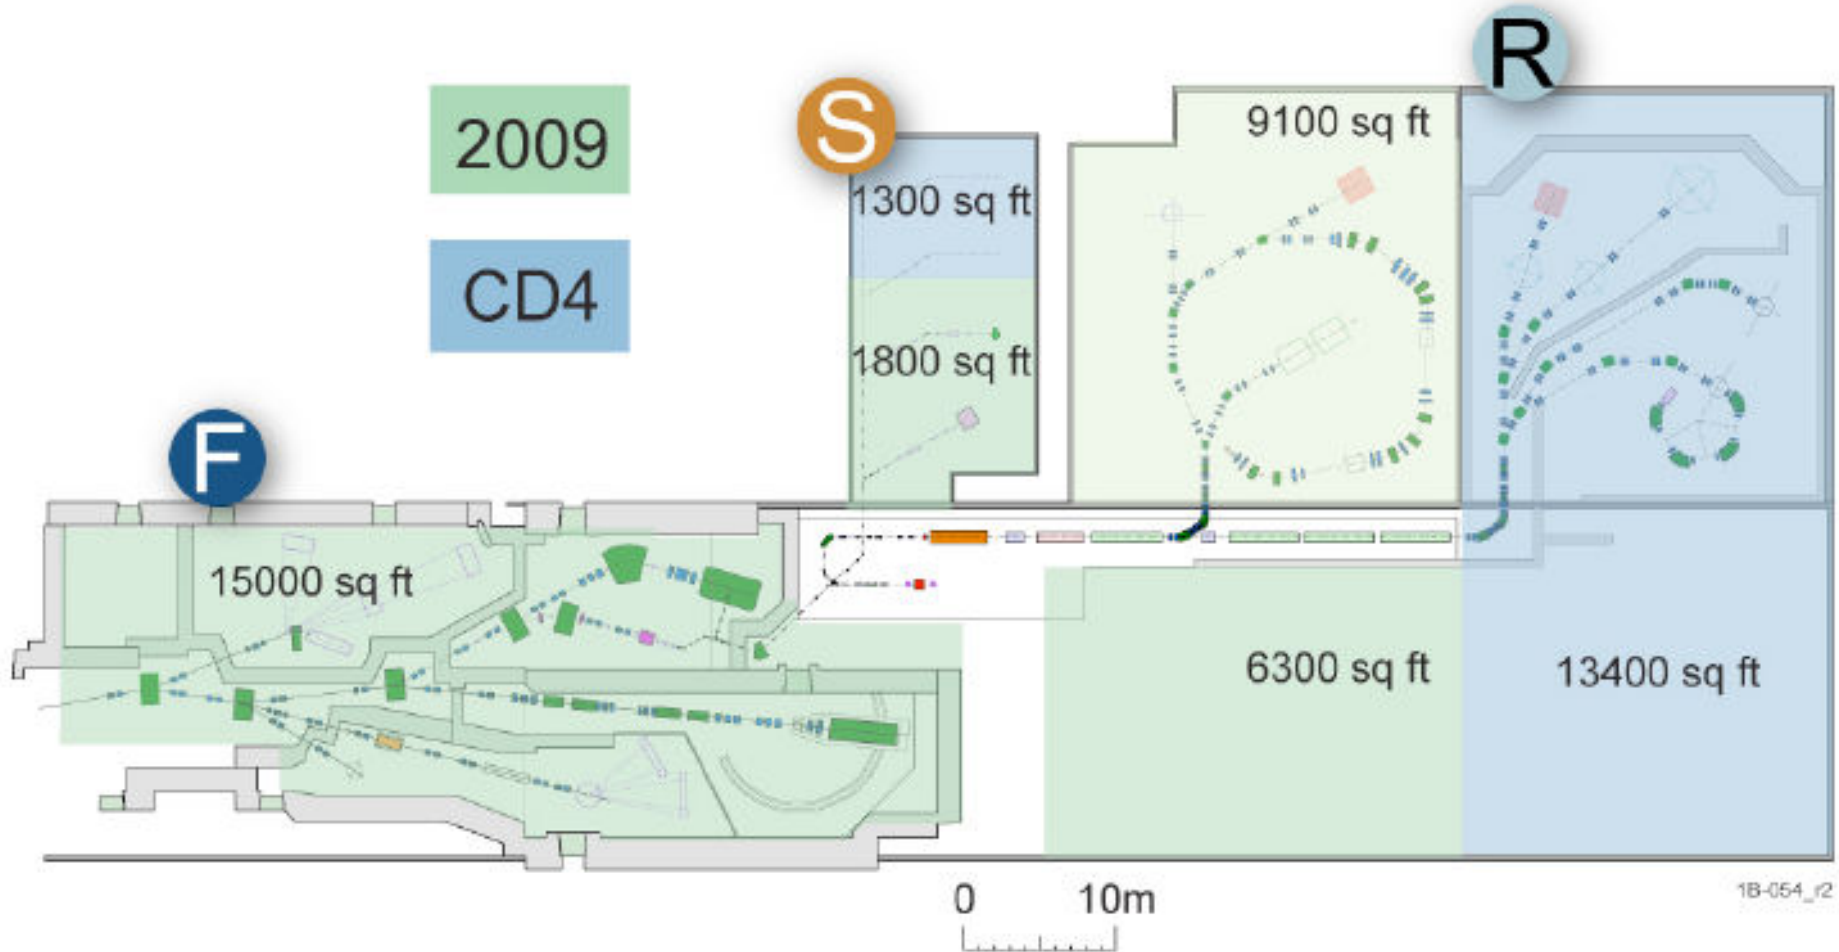 R
S
9100 sq ft
2009
1300 sq ft
CD4
1800 sq ft
F
15000 sq ft
6300 sq ft
13400 sq ft
0 10m
1B-054_r2